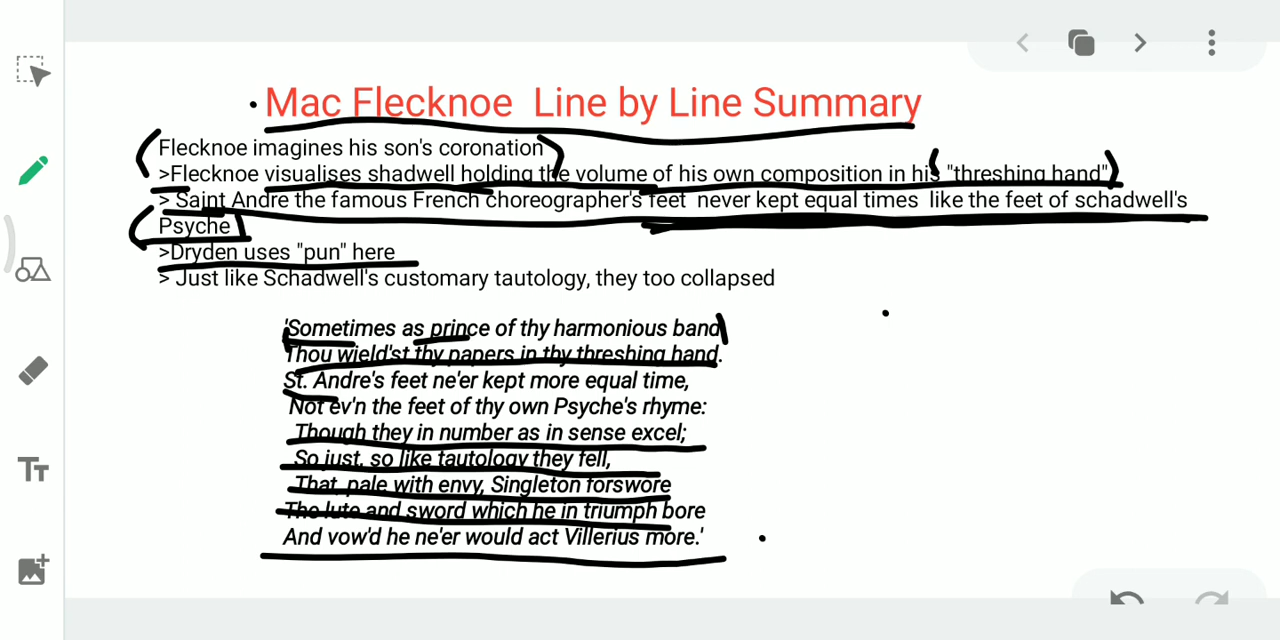 Mac Flecknoe Line by Line Summary
Flecknoe imagines his son's coronation
>Flecknoe visualises shadwell holding the volume of his own composition in his "threshing hand"
> Saint Andre the famous French choreographer's feet never kept equal times like the feet of schadwell's
Psyche
>Dryden uses "pun" here
> Just like Schadwell's customary tautology, they too collapsed
'Sometimes as prince of thy harmonious band
Thou wield'st thy papers in thy threshing hand.
St. Andre's feet ne'er kept more equal time,
Not ev'n the feet of thy own Psyche's rhyme:
Though they in number as in sense excel;
So just, so like tautology they fell,
That, pale with envy, Singleton forswore
The lute and sword which he in triumph bore
And vow'd he ne'er would act Villerius more.'
Tт